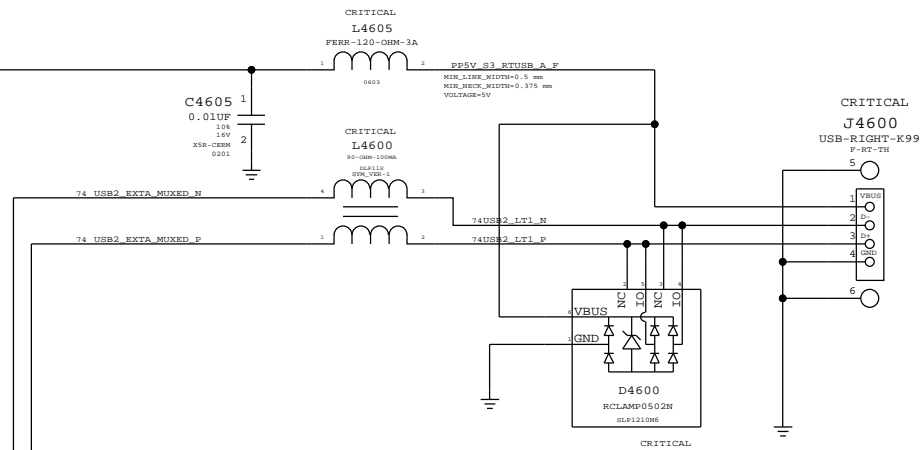 CRITICAL
L4605
FERR-120-OHM-3A
1
2
0603
PP5V_S3_RTUSB_A_F
MIN_LINE_WIDTH=0.5 mm
MIN_NECK_WIDTH=0.375 mm
VOLTAGE=5V
C4605
1
0.01UF
10%
16V
2
X5R-CERM
0201
CRITICAL
L4600
90-OHM-100MA
DLP11S
SYM_VER-1
74 USB2_EXTA_MUXED_N
4
3
74USB2_LT1_N
74 USB2_EXTA_MUXED_P
1
2
74USB2_LT1_P
CRITICAL
J4600
USB-RIGHT-K99
F-RT-TH
5
1
VBUS
2
D-
3
D+
4
GND
6
2
5
3
4
NC
IO
NC
IO
6
VBUS
1
GND
D4600
RCLAMP0502N
SLP1210N6
CRITICAL